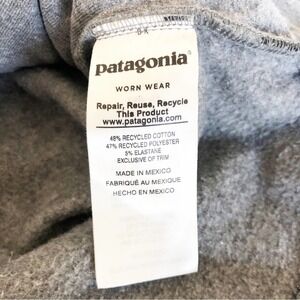 patagonia®
WORN WEAR
Repair, Reuse, Recycle
This Product
www.patagonia.com
48% RECYCLED COTTON
47% RECYCLED POLYESTER
5% ELASTANE
EXCLUSIVE OF TRIM
MADE IN MEXICO
FABRIQUÉ AU MEXIQUE
HECHO EN MEXICO